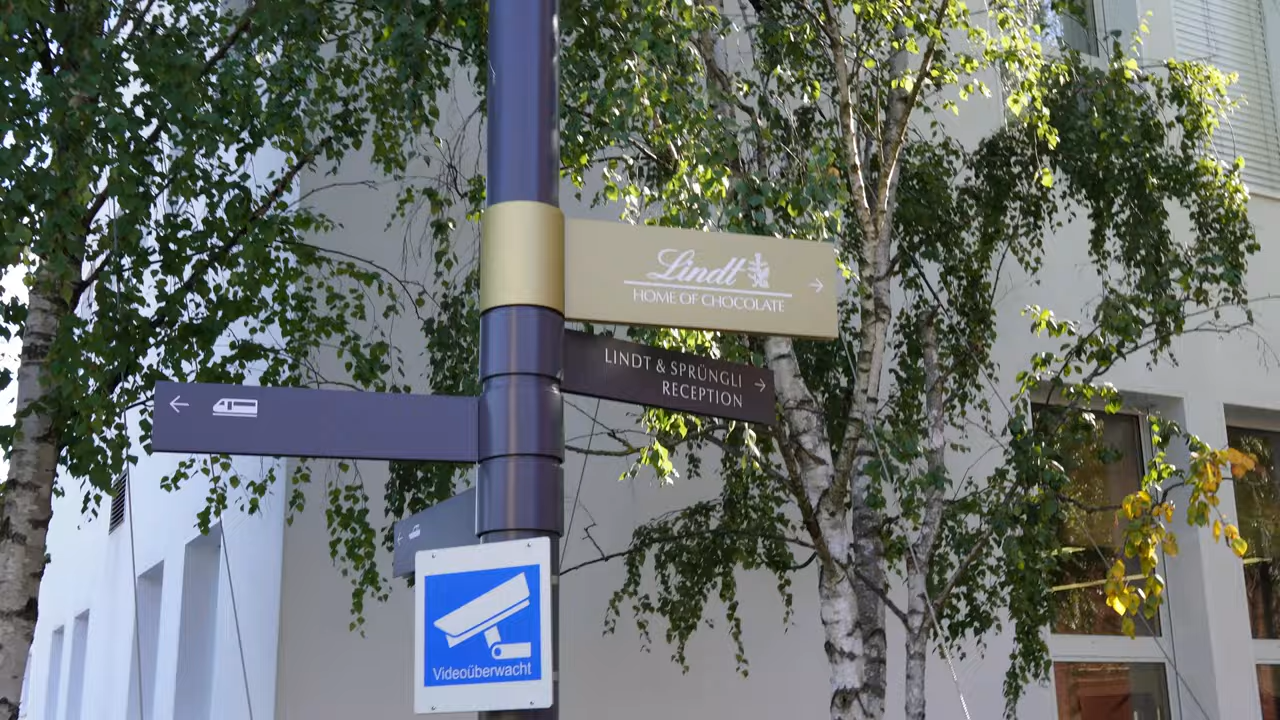 Lindt
HOME OF CHOCOLATE
LINDT & SPRÜNGLI
RECEPTION
Videoüberwacht